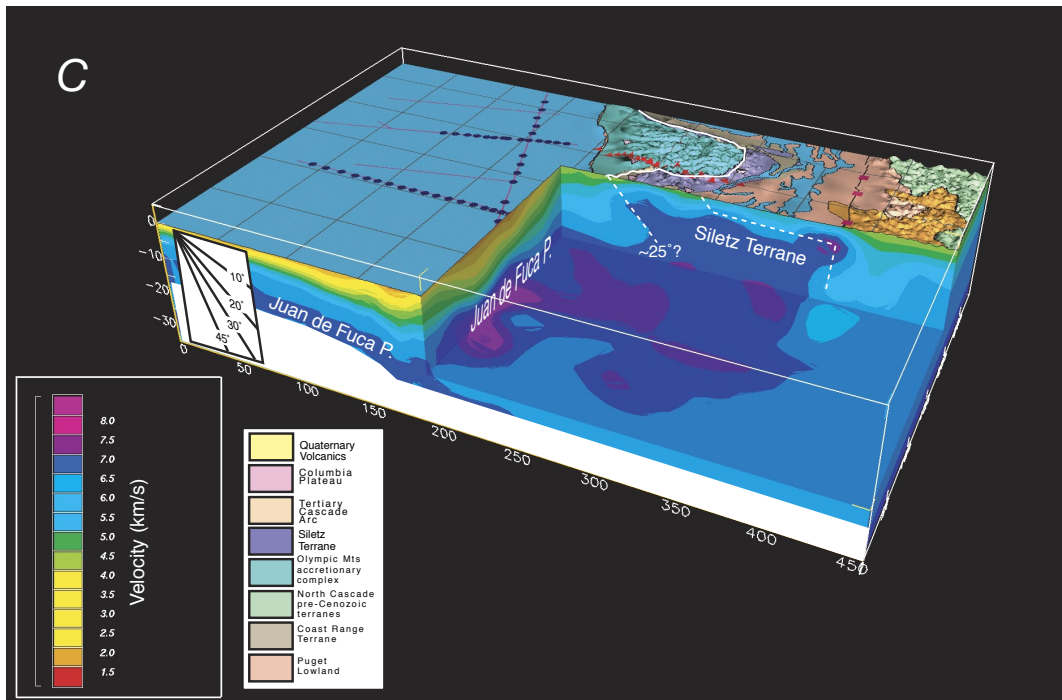 C
0
-10
-20
-30
10°
20°
30°
45°
Juan de Fuca P.
Juan de Fuca P.
~25°?
Siletz Terrane
0
50
100
150
200
250
300
350
400
450
8.0
7.5
7.0
6.5
6.0
5.5
5.0
4.5
4.0
3.5
3.0
2.5
2.0
1.5
Velocity (km/s)
Quaternary
Volcanics
Columbia
Plateau
Tertiary
Cascade
Arc
Siletz
Terrane
Olympic Mts
accretionary
complex
North Cascade
pre-Cenozoic
terranes
Coast Range
Terrane
Puget
Lowland